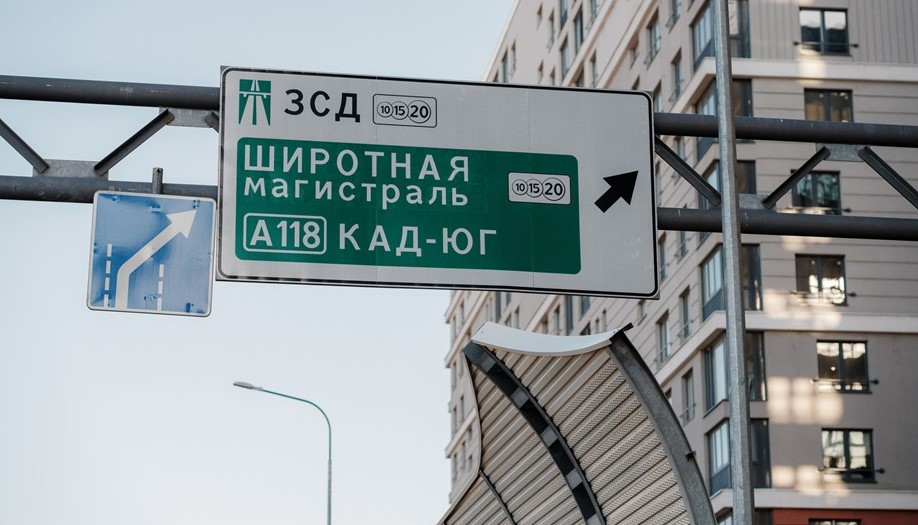 ЗСД 10 15 20
ШИРОТНАЯ
магистраль 10 15 20
А118 КАД-ЮГ